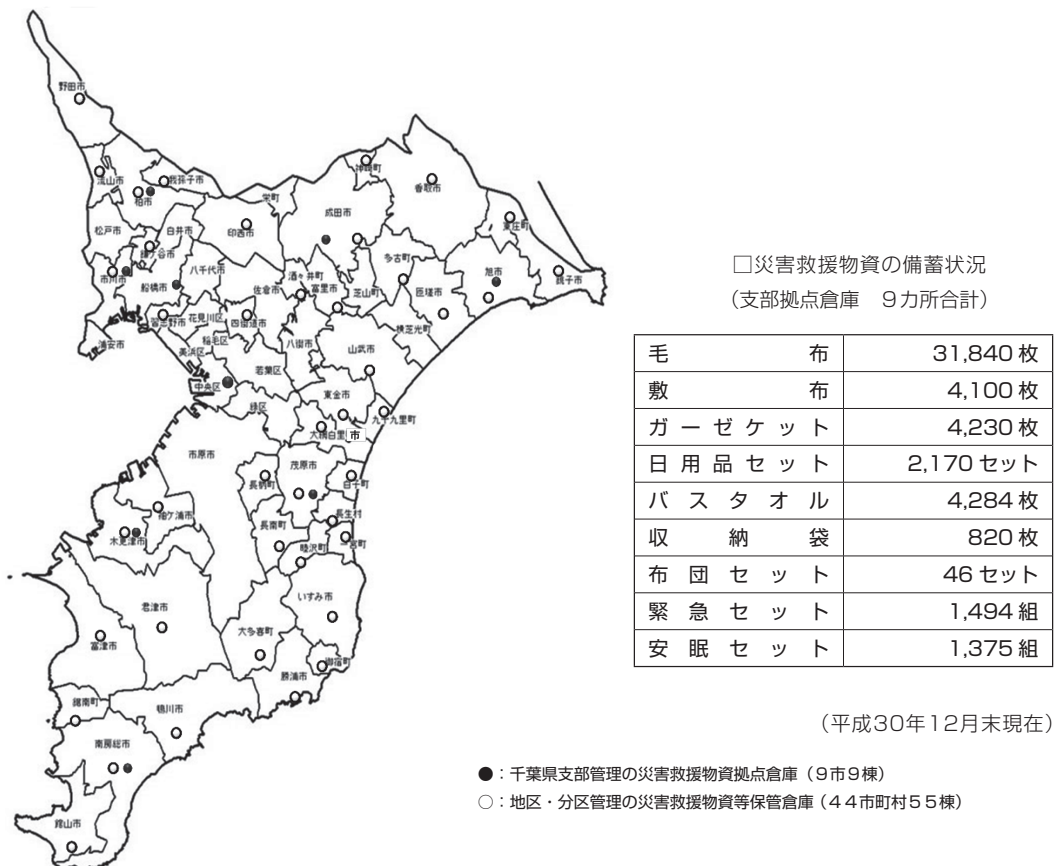 野田市
流山市
我孫子市
柏市
神崎町
香取市
栄町
成田市
東庄町
松戸市
白井市
印西市
鎌ケ谷市
多古町
市川市
八千代市
酒々井町
旭市
銚子市
船橋市
佐倉市
富里市
芝山町
匝瑳市
習志野市
花見川区
四街道市
横芝光町
浦安市
稲毛区
美浜区
八街市
山武市
若葉区
中央区
東金市
緑区
九十九里町
大網白里市
市原市
茂原市
長柄町
白子町
袖ケ浦市
長生村
木更津市
長南町
一宮町
睦沢町
いすみ市
君津市
大多喜町
富津市
御宿町
勝浦市
鋸南町
鴨川市
南房総市
館山市
□災害救援物資の備蓄状況
(支部拠点倉庫 9カ所合計)
毛布 31,840枚
敷布 4,100枚
ガーゼケット 4,230枚
日用品セット 2,170セット
バスタオル 4,284枚
収納袋 820枚
布団セット 46セット
緊急セット 1,494組
安眠セット 1,375組
(平成30年12月末現在)
●:千葉県支部管理の災害救援物資拠点倉庫(9市9棟)
○:地区・分区管理の災害救援物資等保管倉庫(44市町村55棟)